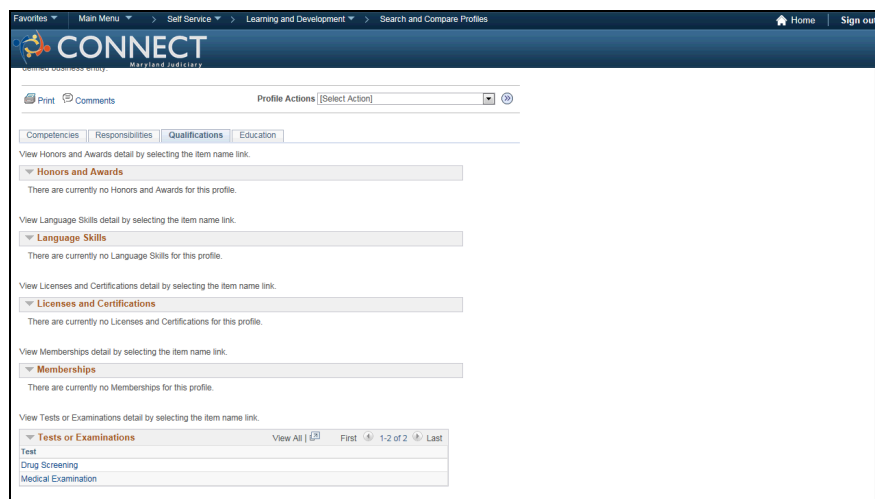 Favorites Main Menu > Self Service > Learning and Development > Search and Compare Profiles Home Sign out
CONNECT
Maryland Judiciary
defined business entity.
Print Comments Profile Actions [Select Action]
Competencies Responsibilities Qualifications Education
View Honors and Awards detail by selecting the item name link.
Honors and Awards
There are currently no Honors and Awards for this profile.
View Language Skills detail by selecting the item name link.
Language Skills
There are currently no Language Skills for this profile.
View Licenses and Certifications detail by selecting the item name link.
Licenses and Certifications
There are currently no Licenses and Certifications for this profile.
View Memberships detail by selecting the item name link.
Memberships
There are currently no Memberships for this profile.
View Tests or Examinations detail by selecting the item name link.
Tests or Examinations View All | First 1-2 of 2 Last
Test
Drug Screening
Medical Examination